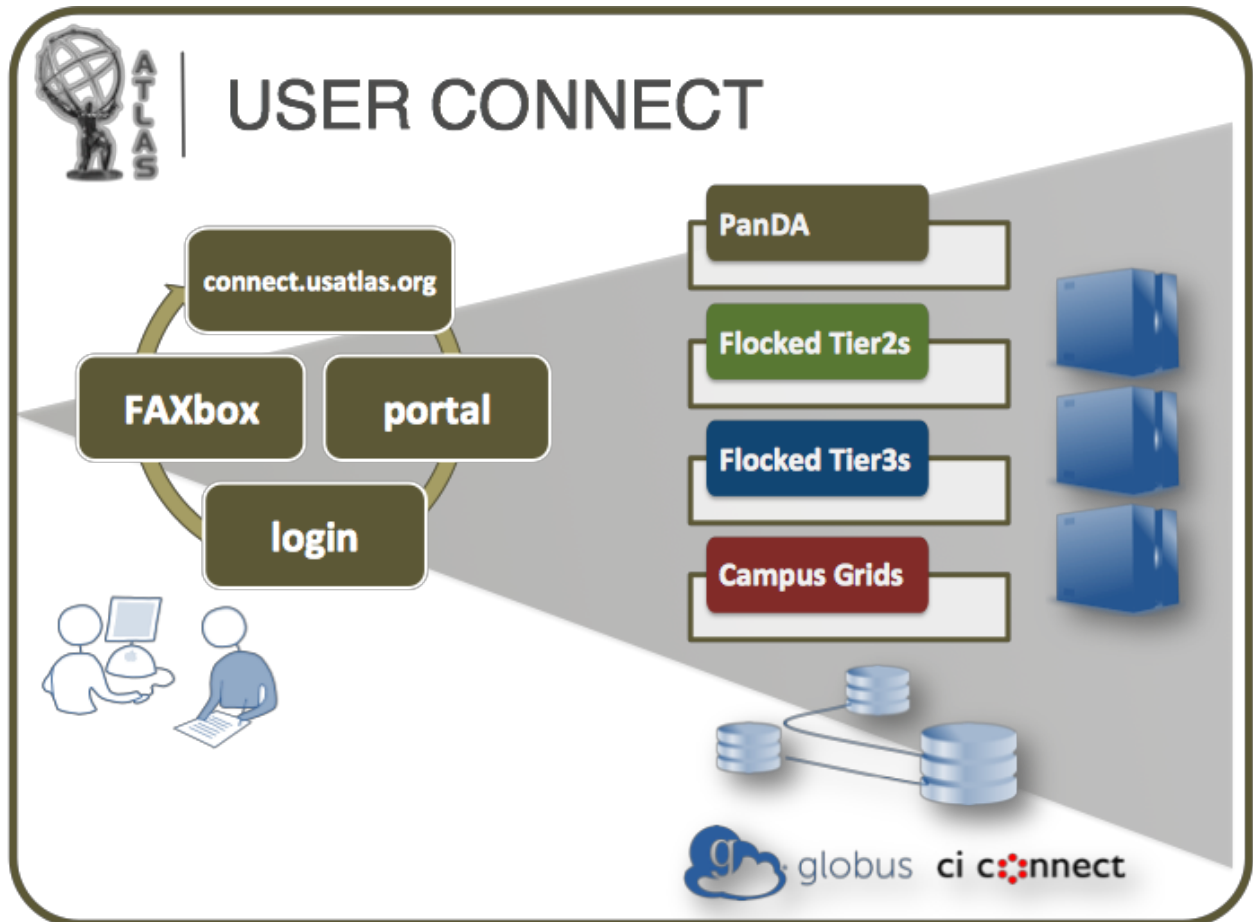 ATLAS
USER CONNECT
connect.usatlas.org
FAXbox
portal
login
PanDA
Flocked Tier2s
Flocked Tier3s
Campus Grids
g
globus
ci connect